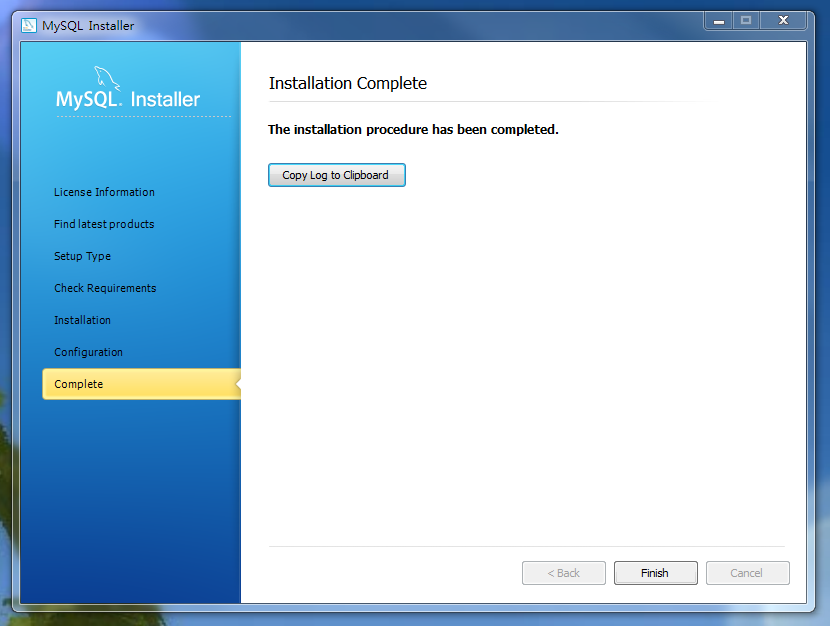 MySQL Installer
MySQL. Installer
License Information
Find latest products
Setup Type
Check Requirements
Installation
Configuration
Complete
Installation Complete
The installation procedure has been completed.
Copy Log to Clipboard
< Back
Finish
Cancel